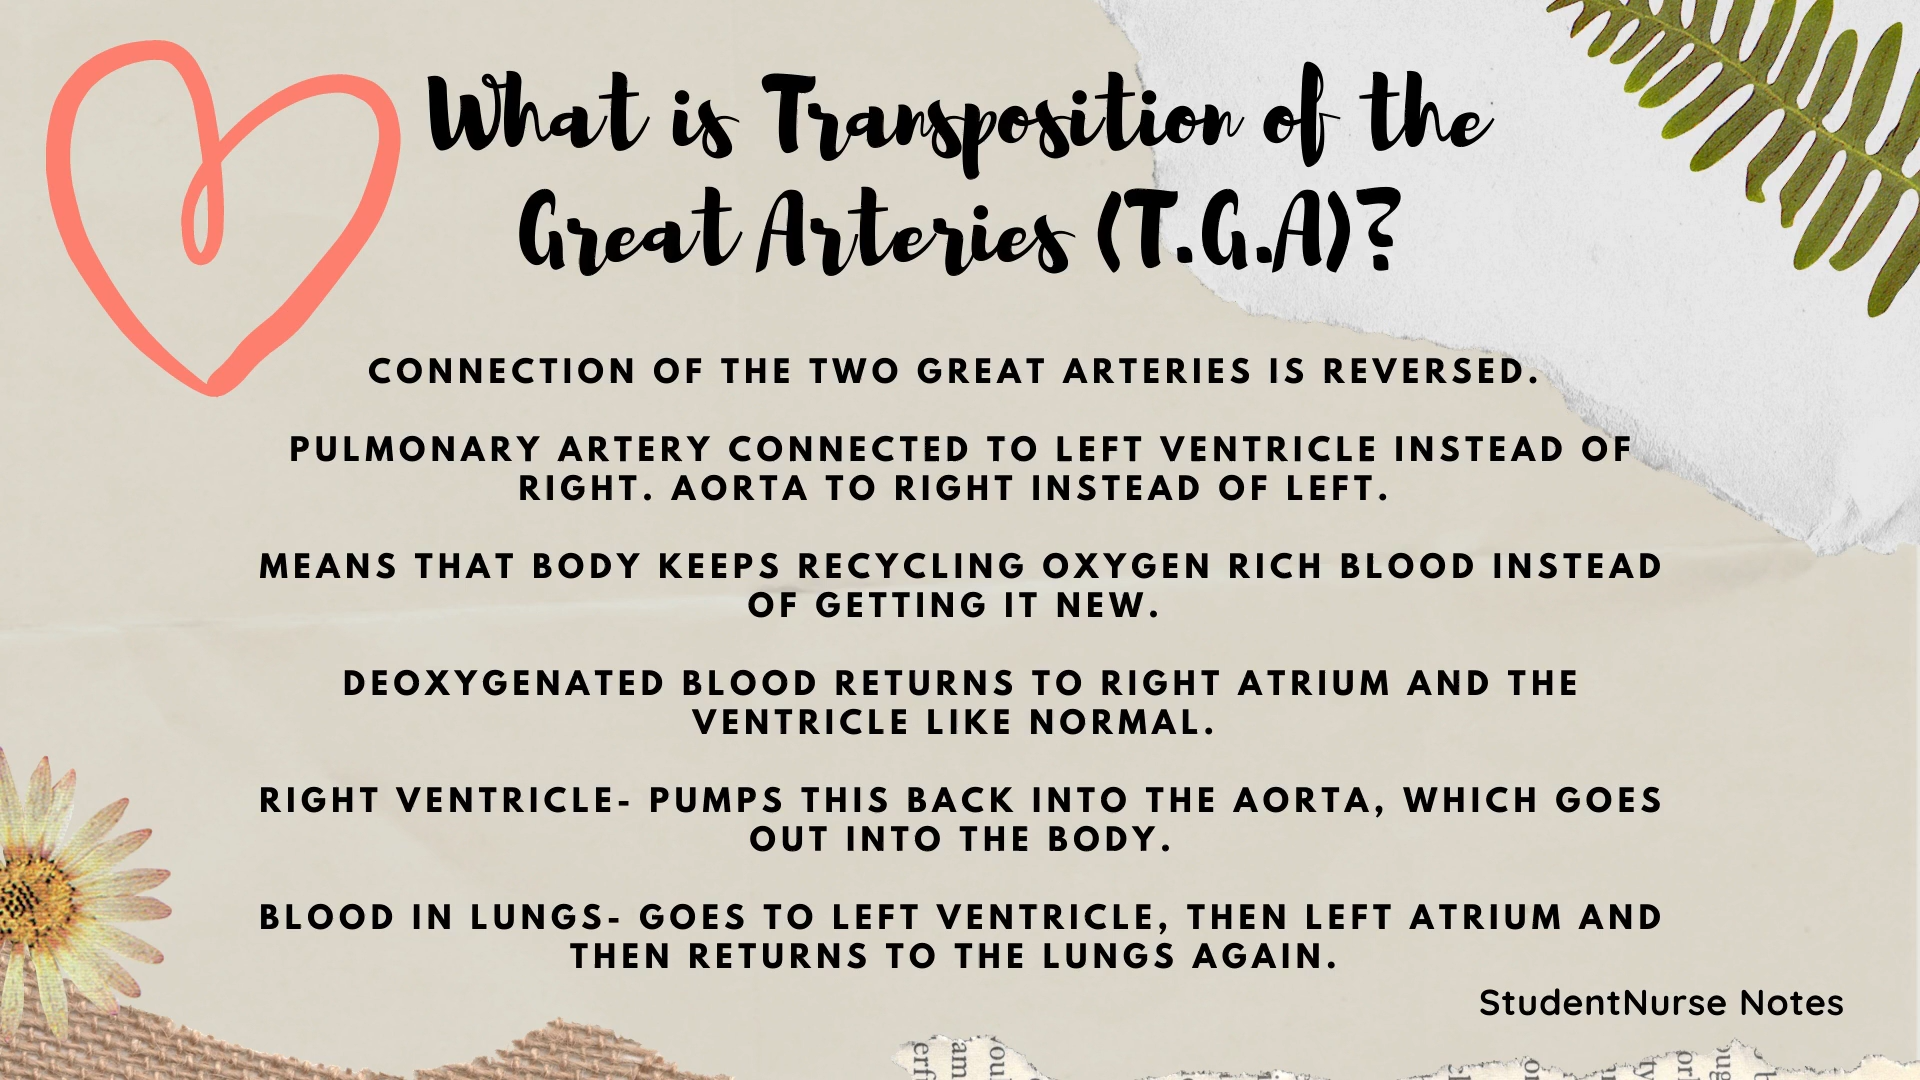 What is Transposition of the
Great Arteries (T.G.A)?
CONNECTION OF THE TWO GREAT ARTERIES IS REVERSED.
PULMONARY ARTERY CONNECTED TO LEFT VENTRICLE INSTEAD OF
RIGHT. AORTA TO RIGHT INSTEAD OF LEFT.
MEANS THAT BODY KEEPS RECYCLING OXYGEN RICH BLOOD INSTEAD
OF GETTING IT NEW.
DEOXYGENATED BLOOD RETURNS TO RIGHT ATRIUM AND THE
VENTRICLE LIKE NORMAL.
RIGHT VENTRICLE- PUMPS THIS BACK INTO THE AORTA, WHICH GOES
OUT INTO THE BODY.
BLOOD IN LUNGS- GOES TO LEFT VENTRICLE, THEN LEFT ATRIUM AND
THEN RETURNS TO THE LUNGS AGAIN.
StudentNurse Notes